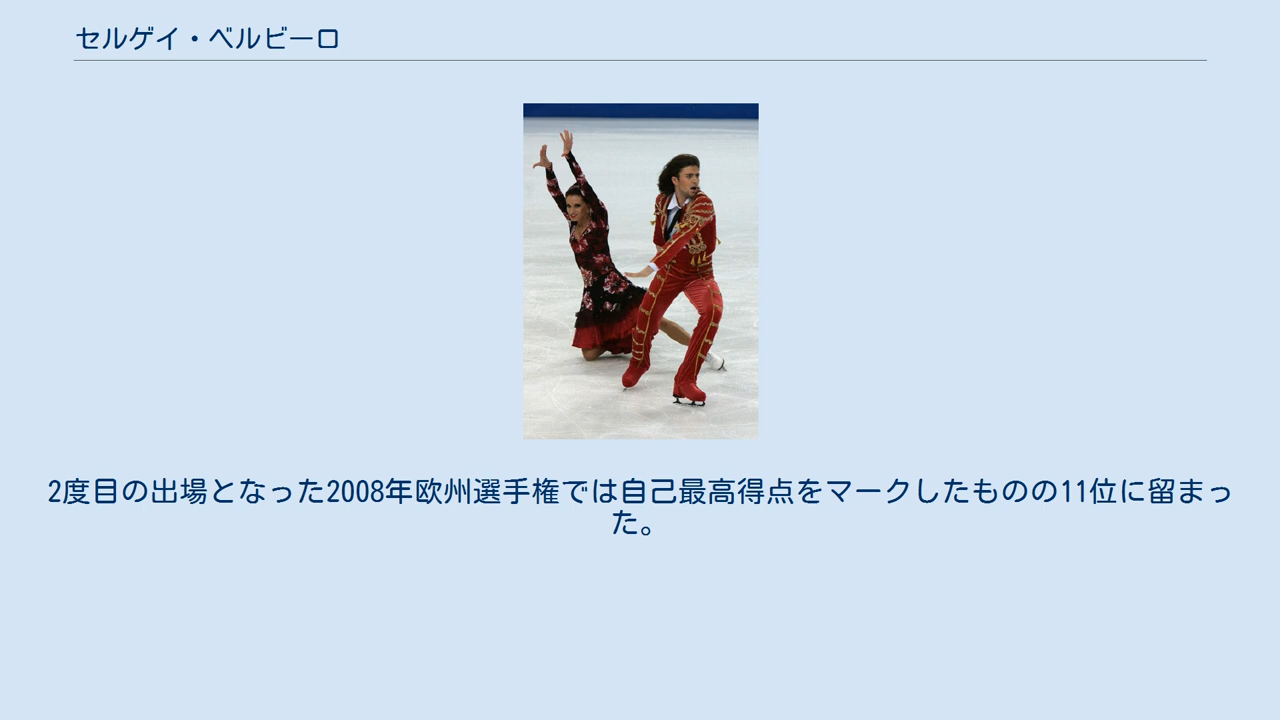 セルゲイ・ベルビーロ
2度目の出場となった2008年欧州選手権では自己最高得点をマークしたものの11位に留まっ
た。